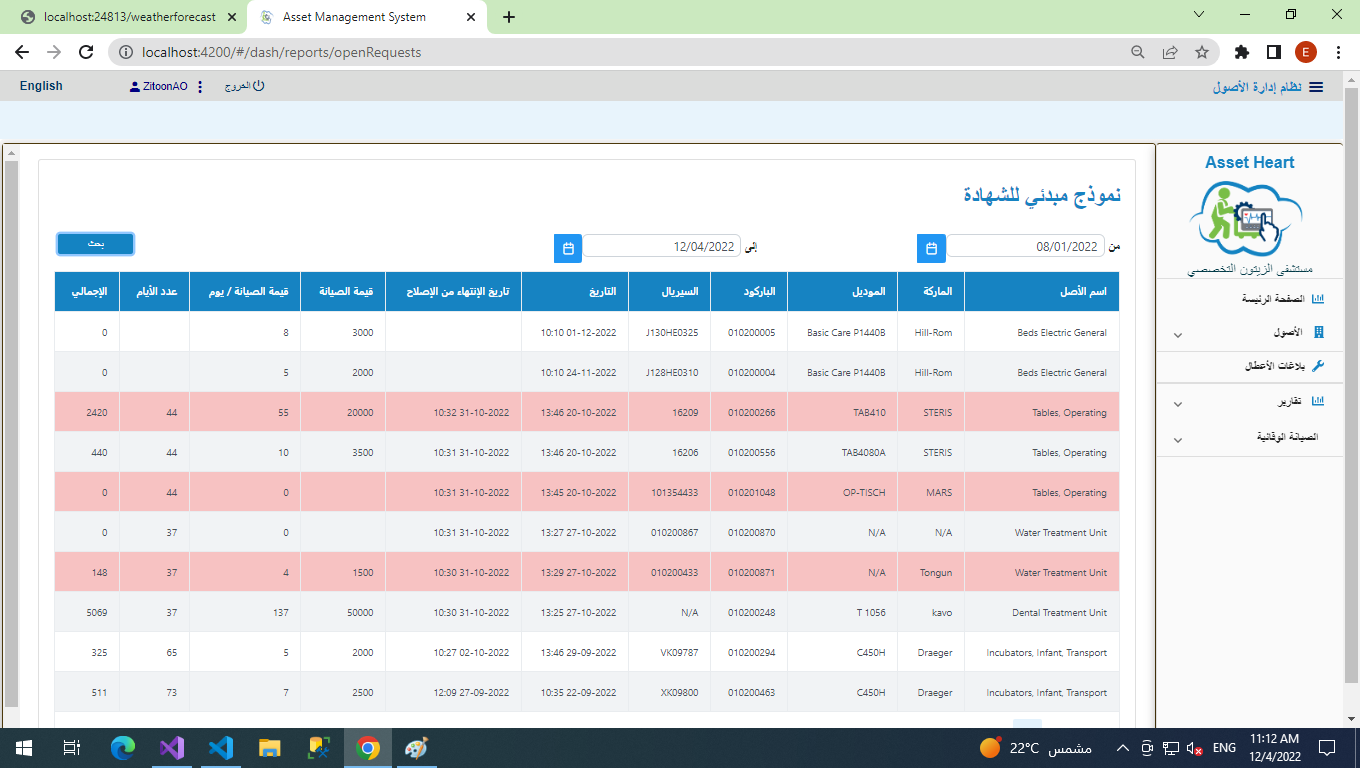 localhost:24813/weatherforecast
Asset Management System
localhost:4200/#/dash/reports/openRequests
E
نظام إدارة الأصول
الخروج
ZitoonAO
English
Asset Heart
مستشفى الزيتون التخصصي
الصفحة الرئيسة
الأصول
بلاغات الأعطال
تقارير
الصيانة الوقائية
نموذج مبدئي للشهادة
من 08/01/2022 إلى 12/04/2022 بحث
اسم الأصل الماركة الموديل الباركود السيريال التاريخ تاريخ الإنتهاء من الإصلاح قيمة الصيانة قيمة الصيانة / يوم عدد الأيام الإجمالي
Beds Electric General Hill-Rom Basic Care P1440B 010200005 J130HE0325 10:10 01-12-2022 3000 8 0
Beds Electric General Hill-Rom Basic Care P1440B 010200004 J128HE0310 10:10 24-11-2022 2000 5 0
Tables, Operating STERIS TAB410 010200266 16209 13:46 20-10-2022 10:32 31-10-2022 20000 55 44 2420
Tables, Operating STERIS TAB4080A 010200556 16206 13:46 20-10-2022 10:31 31-10-2022 3500 10 44 440
Tables, Operating MARS OP-TISCH 010201048 101354433 13:45 20-10-2022 10:31 31-10-2022 0 44 0
Water Treatment Unit N/A N/A 010200870 010200867 13:27 27-10-2022 10:31 31-10-2022 0 37 0
Water Treatment Unit Tongun N/A 010200871 010200433 13:29 27-10-2022 10:30 31-10-2022 1500 4 37 148
Dental Treatment Unit kavo T 1056 010200248 N/A 13:25 27-10-2022 10:30 31-10-2022 50000 137 37 5069
Incubators, Infant, Transport Draeger C450H 010200294 VK09787 13:46 29-09-2022 10:27 02-10-2022 2000 5 65 325
Incubators, Infant, Transport Draeger C450H 010200463 XK09800 10:35 22-09-2022 12:09 27-09-2022 2500 7 73 511
22°C مشمس
ENG
11:12 AM
12/4/2022